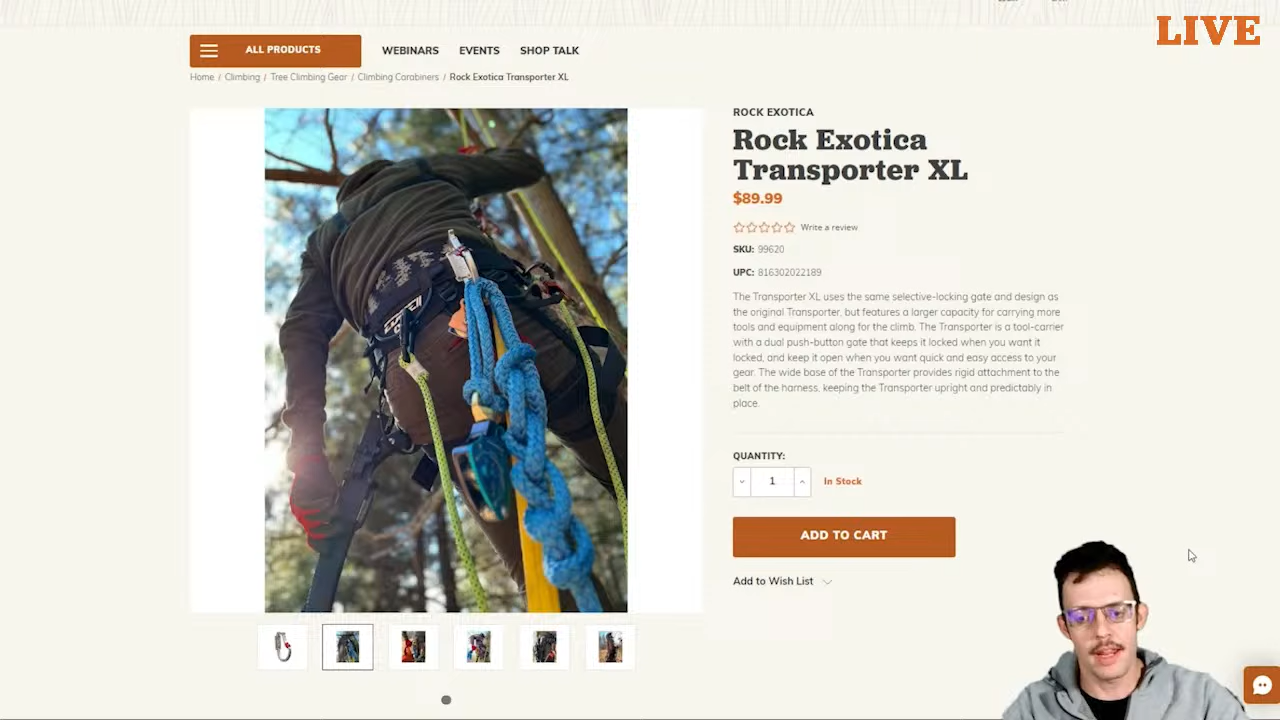 LIVE
ALL PRODUCTS
WEBINARS
EVENTS
SHOP TALK
Home / Climbing / Tree Climbing Gear / Climbing Carabiners / Rock Exotica Transporter XL
ROCK EXOTICA
Rock Exotica
Transporter XL
$89.99
Write a review
SKU: 99620
UPC: 816302022189
The Transporter XL uses the same selective-locking gate and design as
the original Transporter, but features a larger capacity for carrying more
tools and equipment along for the climb. The Transporter is a tool-carrier
with a dual push-button gate that keeps it locked when you want it
locked, and keep it open when you want quick and easy access to your
gear. The wide base of the Transporter provides rigid attachment to the
belt of the harness, keeping the Transporter upright and predictably in
place.
QUANTITY:
1
In Stock
ADD TO CART
Add to Wish List